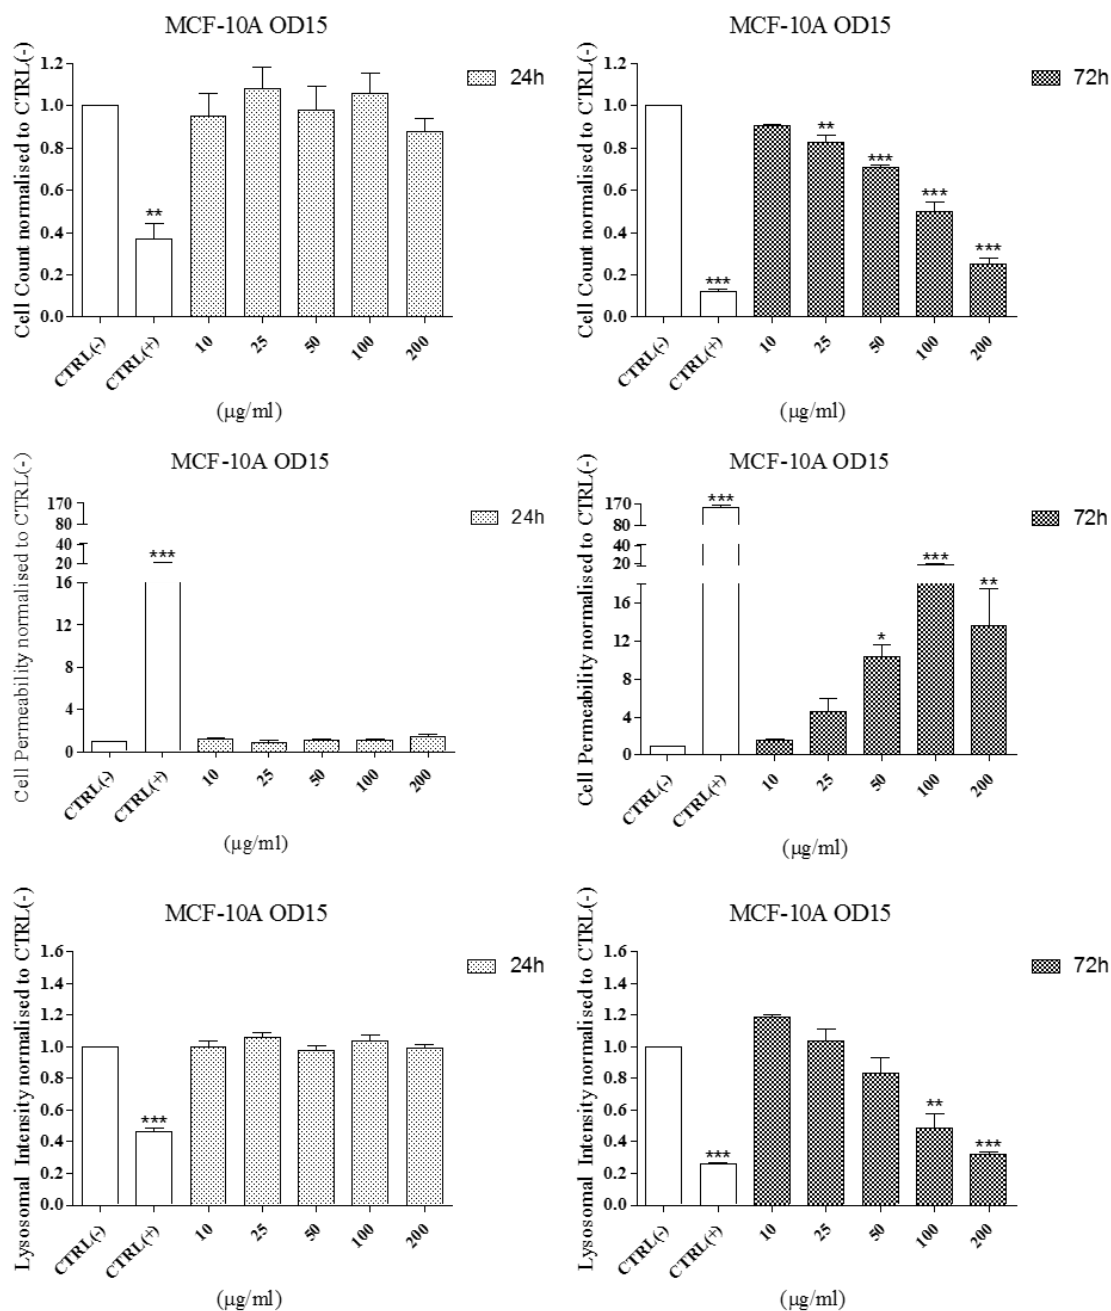 MCF-10A OD15
Cell Count normalised to CTRL(-)
1.2
1.0
0.8
0.6
0.4
0.2
0.0
**
24h
CTRL(-) CTRL(+) 10 25 50 100 200
(µg/ml)
MCF-10A OD15
Cell Count normalised to CTRL(-)
1.2
1.0
0.8
0.6
0.4
0.2
0.0
*** ** *** *** ***
72h
CTRL(-) CTRL(+) 10 25 50 100 200
(µg/ml)
MCF-10A OD15
Cell Permeability normalised to CTRL(-)
170
80
40
20
16
12
8
4
0
***
24h
CTRL(-) CTRL(+) 10 25 50 100 200
(µg/ml)
MCF-10A OD15
Cell Permeability normalised to CTRL(-)
170
80
40
20
16
12
8
4
0
*** * *** **
72h
CTRL(-) CTRL(+) 10 25 50 100 200
(µg/ml)
MCF-10A OD15
Lysosomal Intensity normalised to CTRL(-)
1.6
1.4
1.2
1.0
0.8
0.6
0.4
0.2
0.0
***
24h
CTRL(-) CTRL(+) 10 25 50 100 200
(µg/ml)
MCF-10A OD15
Lysosomal Intensity normalised to CTRL(-)
1.6
1.4
1.2
1.0
0.8
0.6
0.4
0.2
0.0
*** ** ***
72h
CTRL(-) CTRL(+) 10 25 50 100 200
(µg/ml)